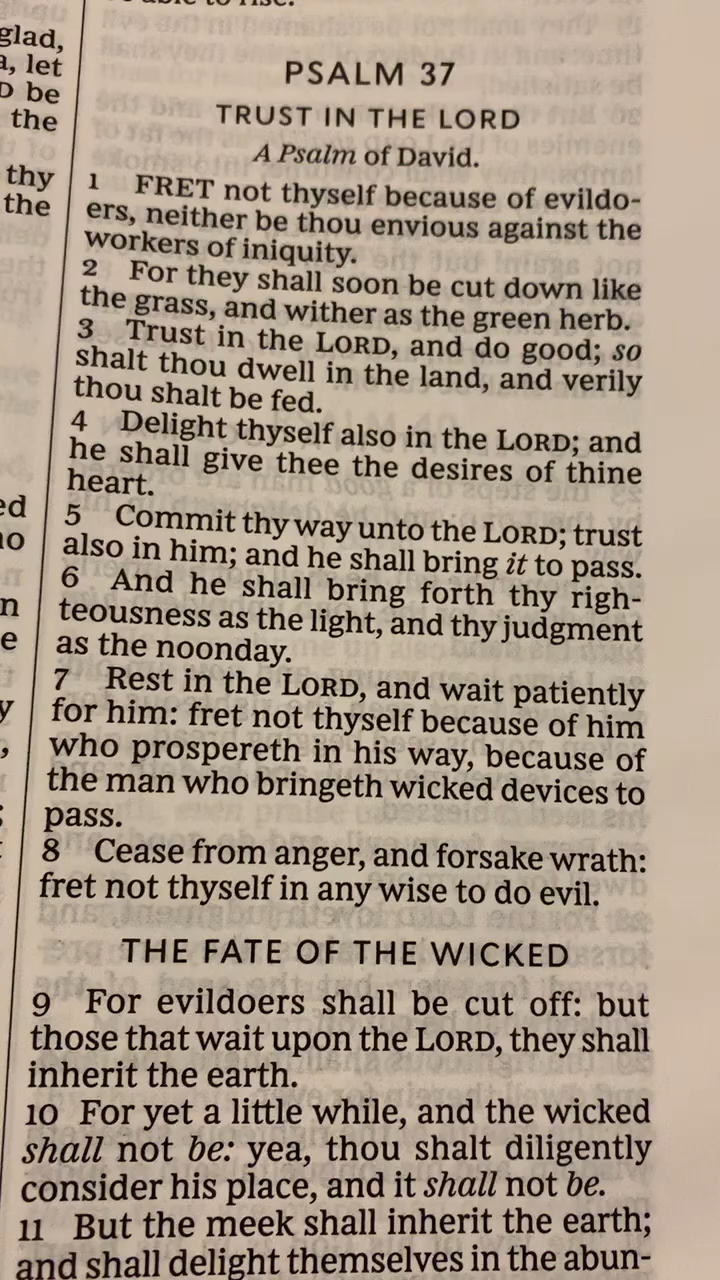 glad,
, let
D be
the
thy
the
ed
no
n
e
y
,
;
PSALM 37
TRUST IN THE LORD
A Psalm of David.
1 FRET not thyself because of evildo-
ers, neither be thou envious against the
workers of iniquity.
2 For they shall soon be cut down like
the grass, and wither as the green herb.
3 Trust in the LORD, and do good; so
shalt thou dwell in the land, and verily
thou shalt be fed.
4 Delight thyself also in the LORD; and
he shall give thee the desires of thine
heart.
5 Commit thy way unto the LORD; trust
also in him; and he shall bring it to pass.
6 And he shall bring forth thy righ-
teousness as the light, and thy judgment
as the noonday.
7 Rest in the LORD, and wait patiently
for him: fret not thyself because of him
who prospereth in his way, because of
the man who bringeth wicked devices to
pass.
8 Cease from anger, and forsake wrath:
fret not thyself in any wise to do evil.
THE FATE OF THE WICKED
9 For evildoers shall be cut off: but
those that wait upon the LORD, they shall
inherit the earth.
10 For yet a little while, and the wicked
shall not be: yea, thou shalt diligently
consider his place, and it shall not be.
11 But the meek shall inherit the earth;
and shall delight themselves in the abun-